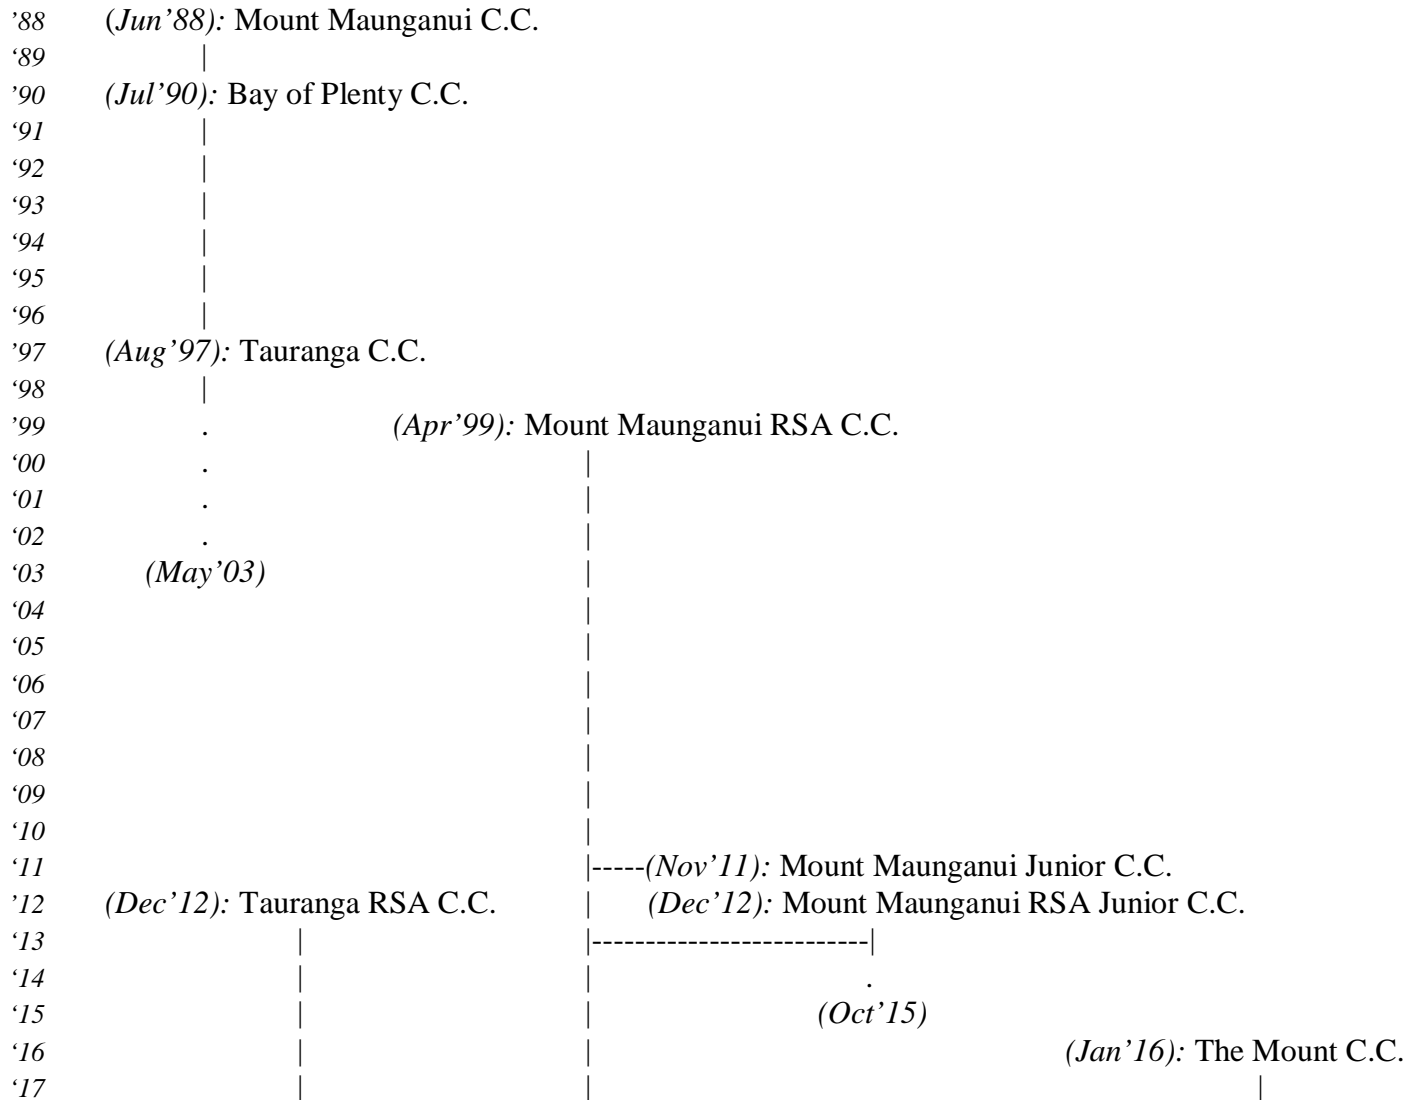 '88 (Jun’88): Mount Maunganui C.C.
‘89 |
'90 (Jul’90): Bay of Plenty C.C.
‘91 |
‘92 |
‘93 |
‘94 |
‘95 |
‘96 |
'97 (Aug’97): Tauranga C.C.
‘98 |
'99 . (Apr’99): Mount Maunganui RSA C.C.
‘00 . |
‘01 . |
‘02 . |
‘03 (May’03) |
‘04 |
‘05 |
‘06 |
‘07 |
‘08 |
‘09 |
‘10 |
‘11 |-----(Nov’11): Mount Maunganui Junior C.C.
‘12 (Dec’12): Tauranga RSA C.C. | (Dec’12): Mount Maunganui RSA Junior C.C.
‘13 | |--------------------------|
‘14 | | .
‘15 | | (Oct’15)
‘16 | | (Jan’16): The Mount C.C.
‘17 | | |